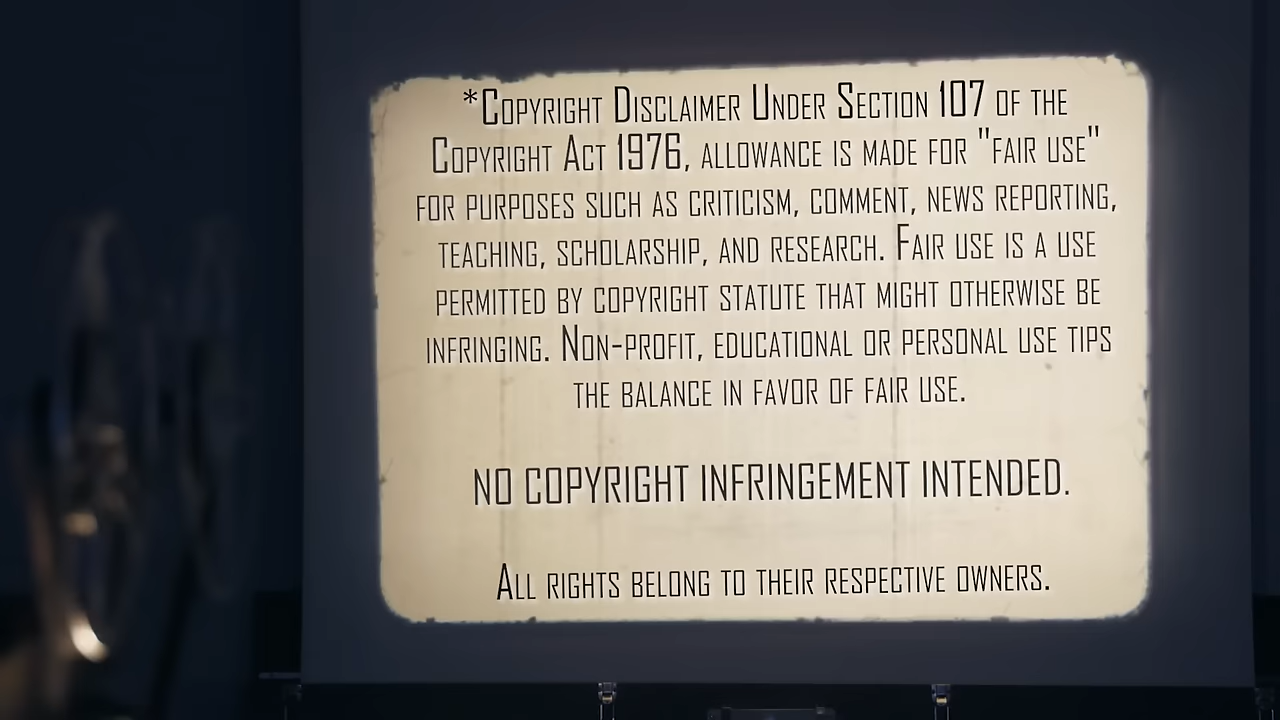 *Copyright Disclaimer Under Section 107 of the
Copyright Act 1976, allowance is made for "fair use"
for purposes such as criticism, comment, news reporting,
teaching, scholarship, and research. Fair use is a use
permitted by copyright statute that might otherwise be
infringing. Non-profit, educational or personal use tips
the balance in favor of fair use.
NO COPYRIGHT INFRINGEMENT INTENDED.
All rights belong to their respective owners.